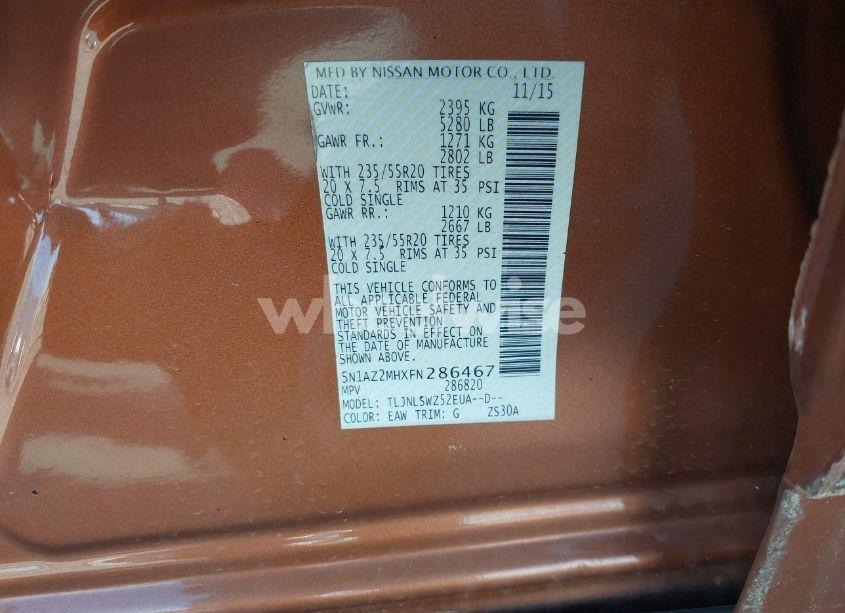 MFD BY NISSAN MOTOR CO., LTD.
DATE: 11/15
GVWR: 2395 KG
5280 LB
GAWR FR.: 1271 KG
2802 LB
WITH 235/55R20 TIRES
20 X 7.5 RIMS AT 35 PSI
COLD SINGLE
GAWR RR.: 1210 KG
2667 LB
WITH 235/55R20 TIRES
20 X 7.5 RIMS AT 35 PSI
COLD SINGLE
THIS VEHICLE CONFORMS TO
ALL APPLICABLE FEDERAL
MOTOR VEHICLE SAFETY AND
THEFT PREVENTION
STANDARDS IN EFFECT ON
THE DATE OF MANUFACTURE
SHOWN ABOVE.
5N1AZ2MHXFN286467
MPV 286820
MODEL: TLJNLSWZ52EUA--D--
COLOR: EAW TRIM: G ZS30A